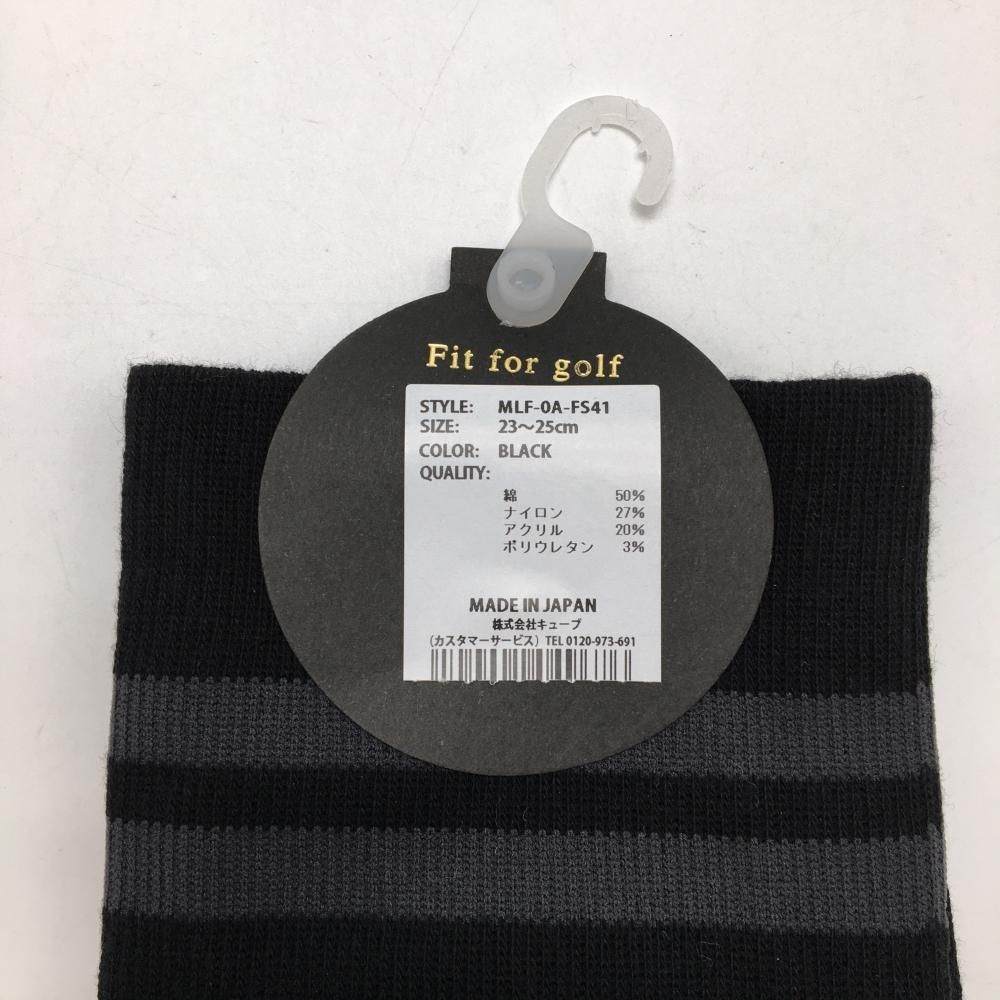 Fit for golf
STYLE: MLF-0A-FS41
SIZE: 23～25cm
COLOR: BLACK
QUALITY:
綿 50%
ナイロン 27%
アクリル 20%
ポリウレタン 3%
MADE IN JAPAN
株式会社キューブ
(カスタマーサービス) TEL 0120-973-691